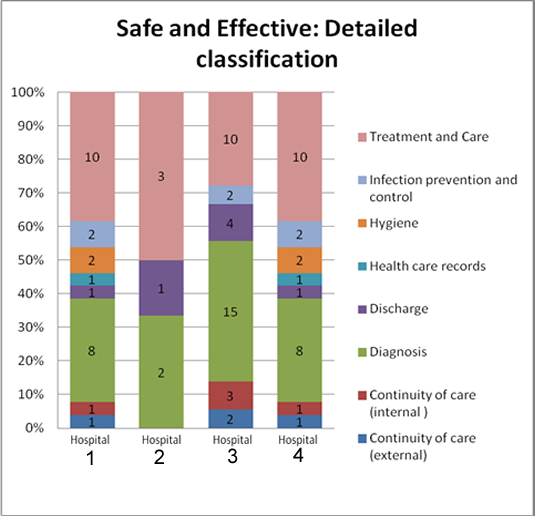 Safe and Effective: Detailed
classification
100%
90%
80%
70%
60%
50%
40%
30%
20%
10%
0%
10
2
2
1
1
8
1
1
3
1
2
10
2
4
15
3
2
10
2
2
1
1
8
1
1
Hospital
1
Hospital
2
Hospital
3
Hospital
4
Treatment and Care
Infection prevention and
control
Hygiene
Health care records
Discharge
Diagnosis
Continuity of care
(internal )
Continuity of care
(external)